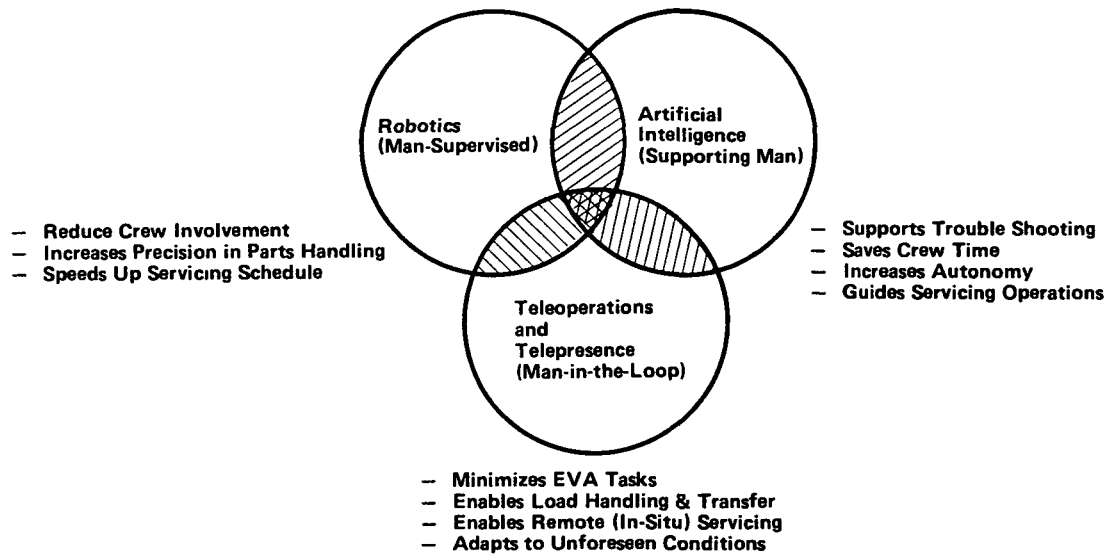 Robotics
(Man-Supervised)
Artificial
Intelligence
(Supporting Man)
— Reduce Crew Involvement
— Increases Precision in Parts Handling
— Speeds Up Servicing Schedule
— Supports Trouble Shooting
— Saves Crew Time
— Increases Autonomy
— Guides Servicing Operations
Teleoperations
and
Telepresence
(Man-in-the-Loop)
— Minimizes EVA Tasks
— Enables Load Handling & Transfer
— Enables Remote (In-Situ) Servicing
— Adapts to Unforeseen Conditions